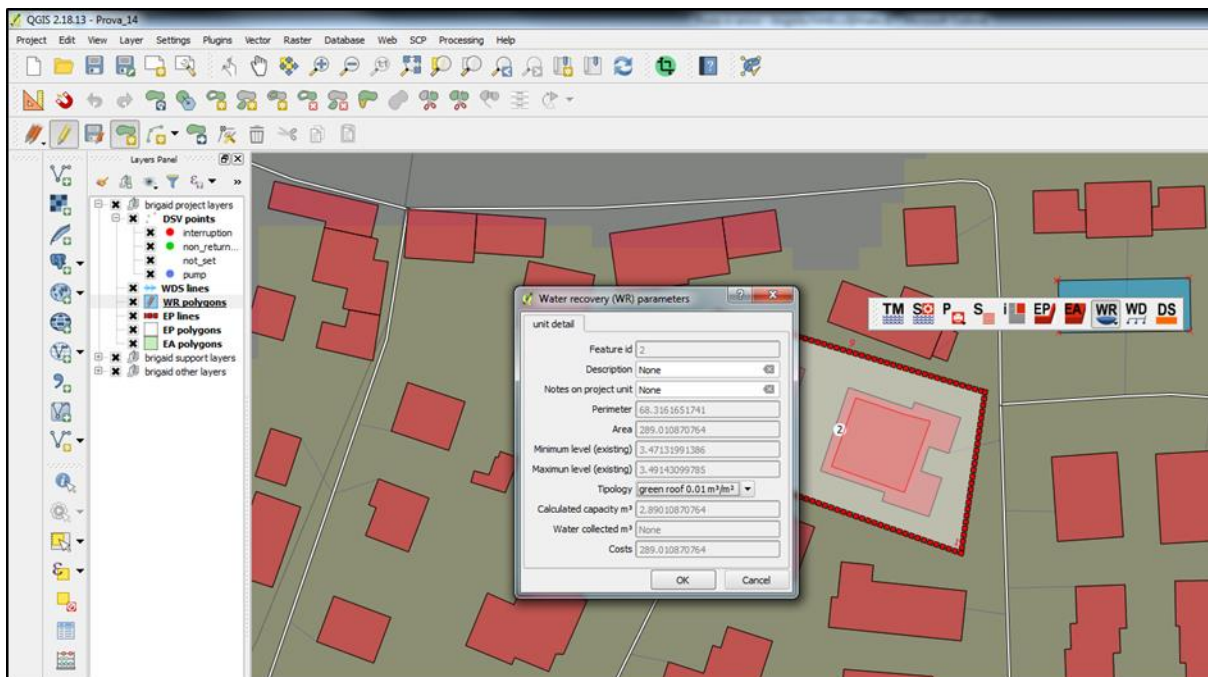 QGIS 2.18.13 - Prova_14
Project Edit View Layer Settings Plugins Vector Raster Database Web SCP Processing Help
Layers Panel
brigaid project layers
DSV points
interruption
non_return...
not_set
pump
WDS lines
WR polygons
EP lines
EP polygons
EA polygons
brigaid support layers
brigaid other layers
Water recovery (WR) parameters
unit detail
Feature id 2
Description None
Notes on project unit None
Perimeter 68.3161651741
Area 289.010870764
Minimum level (existing) 3.47131991386
Maximun level (existing) 3.49143099785
Tipology green roof 0.01 m³/m²
Calculated capacity m³ 2.89010870764
Water collected m³ None
Costs 289.010870764
OK Cancel
TM P S i EP EA WR WD DS
2